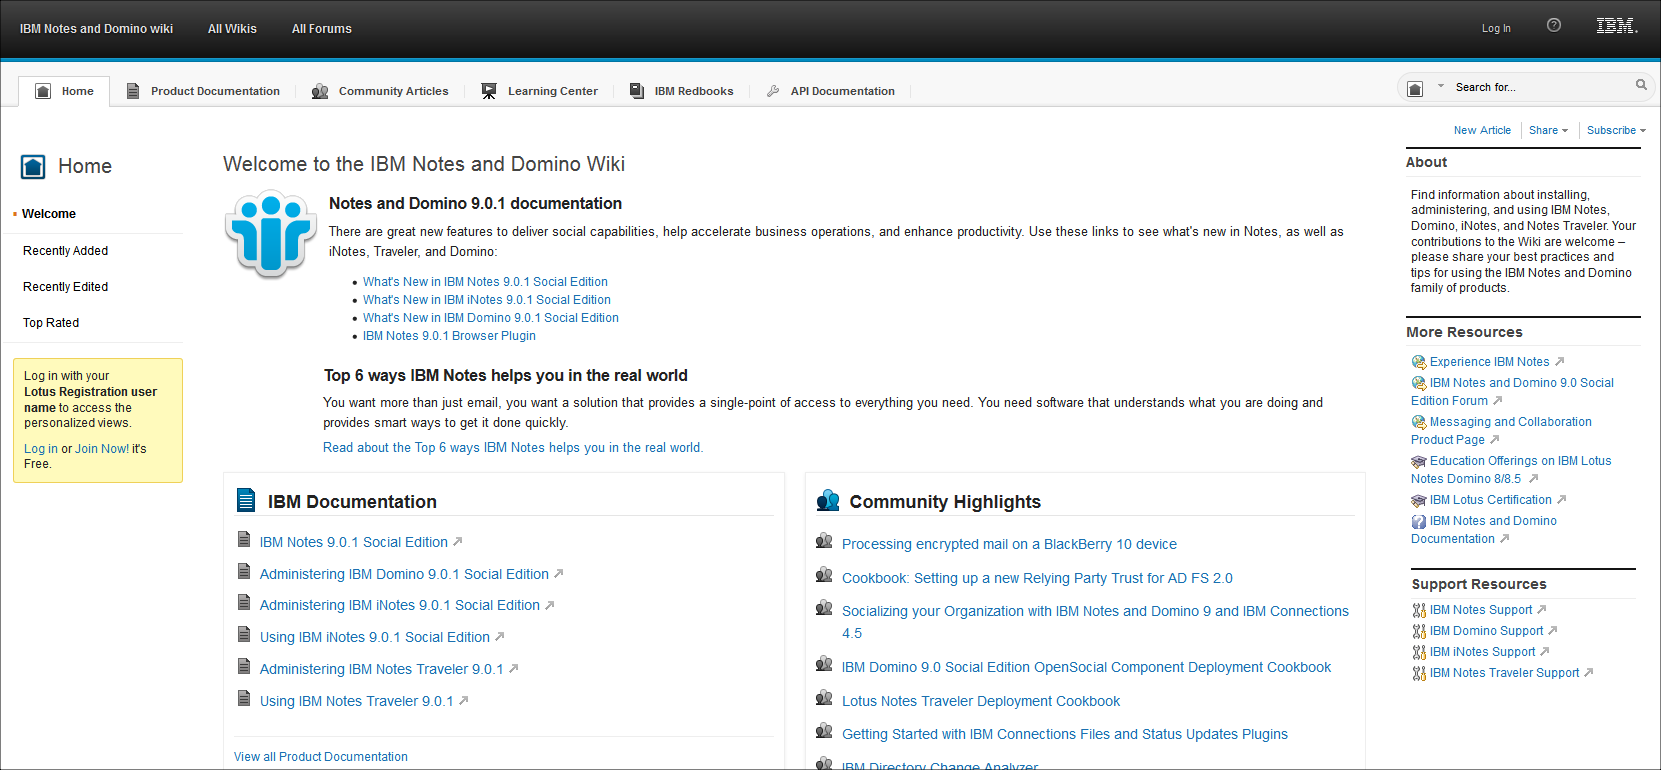 IBM Notes and Domino wiki
All Wikis
All Forums
Log In
IBM.
Home
Product Documentation
Community Articles
Learning Center
IBM Redbooks
API Documentation
Search for...
New Article
Share
Subscribe
Home
Welcome
Recently Added
Recently Edited
Top Rated
Log in with your
Lotus Registration user
name to access the
personalized views.
Log in or Join Now! it's
Free.
Welcome to the IBM Notes and Domino Wiki
Notes and Domino 9.0.1 documentation
There are great new features to deliver social capabilities, help accelerate business operations, and enhance productivity. Use these links to see what's new in Notes, as well as
iNotes, Traveler, and Domino:
What's New in IBM Notes 9.0.1 Social Edition
What's New in IBM iNotes 9.0.1 Social Edition
What's New in IBM Domino 9.0.1 Social Edition
IBM Notes 9.0.1 Browser Plugin
Top 6 ways IBM Notes helps you in the real world
You want more than just email, you want a solution that provides a single-point of access to everything you need. You need software that understands what you are doing and
provides smart ways to get it done quickly.
Read about the Top 6 ways IBM Notes helps you in the real world.
IBM Documentation
IBM Notes 9.0.1 Social Edition
Administering IBM Domino 9.0.1 Social Edition
Administering IBM iNotes 9.0.1 Social Edition
Using IBM iNotes 9.0.1 Social Edition
Administering IBM Notes Traveler 9.0.1
Using IBM Notes Traveler 9.0.1
View all Product Documentation
Community Highlights
Processing encrypted mail on a BlackBerry 10 device
Cookbook: Setting up a new Relying Party Trust for AD FS 2.0
Socializing your Organization with IBM Notes and Domino 9 and IBM Connections
4.5
IBM Domino 9.0 Social Edition OpenSocial Component Deployment Cookbook
Lotus Notes Traveler Deployment Cookbook
Getting Started with IBM Connections Files and Status Updates Plugins
IBM Directory Change Analyzer
About
Find information about installing,
administering, and using IBM Notes,
Domino, iNotes, and Notes Traveler. Your
contributions to the Wiki are welcome –
please share your best practices and
tips for using the IBM Notes and Domino
family of products.
More Resources
Experience IBM Notes
IBM Notes and Domino 9.0 Social
Edition Forum
Messaging and Collaboration
Product Page
Education Offerings on IBM Lotus
Notes Domino 8/8.5
IBM Lotus Certification
IBM Notes and Domino
Documentation
Support Resources
IBM Notes Support
IBM Domino Support
IBM iNotes Support
IBM Notes Traveler Support